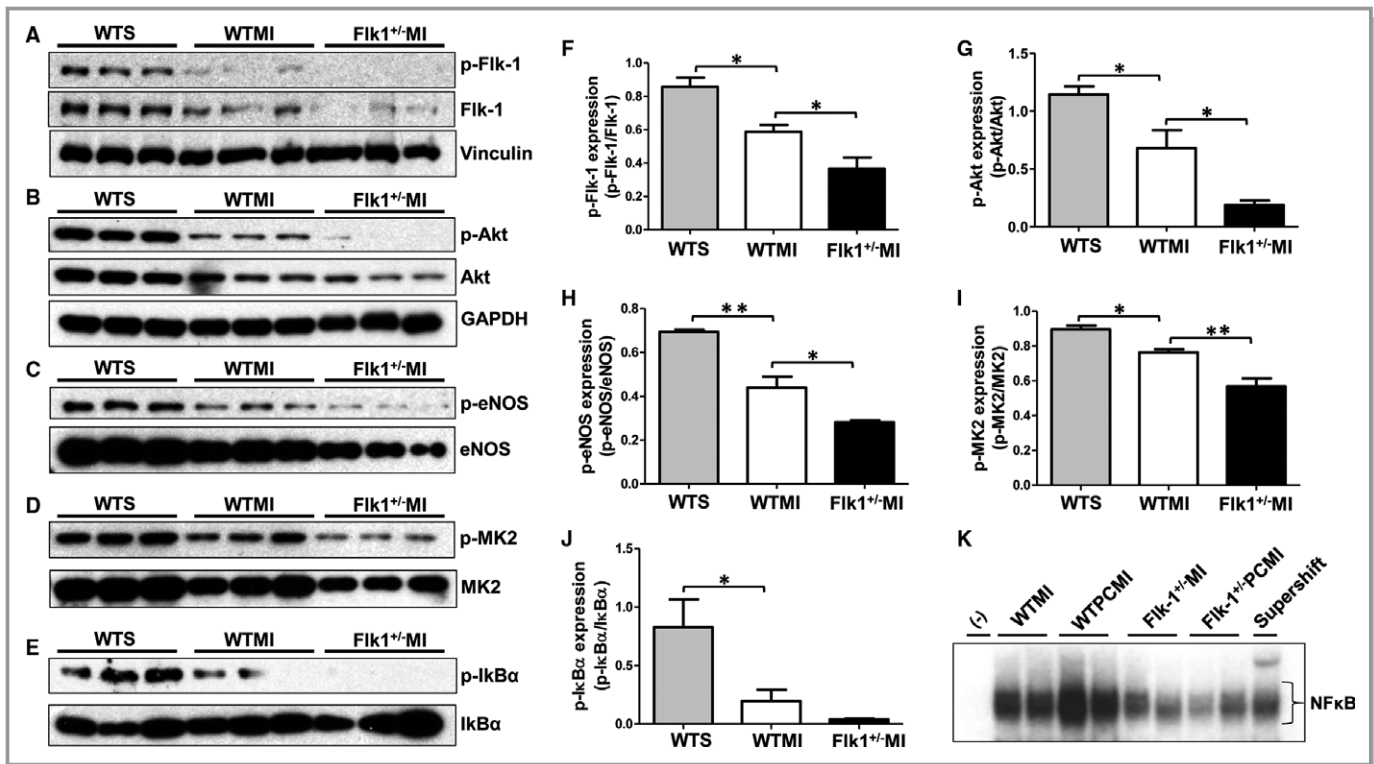 A
WTS WTMI Flk1+/-MI
p-Flk-1
Flk-1
Vinculin
B
WTS WTMI Flk1+/-MI
p-Akt
Akt
GAPDH
C
WTS WTMI Flk1+/-MI
p-eNOS
eNOS
D
WTS WTMI Flk1+/-MI
p-MK2
MK2
E
WTS WTMI Flk1+/-MI
p-IκBα
IκBα
F
p-Flk-1 expression
(p-Flk-1/Flk-1)
1.0
0.8
0.6
0.4
0.2
0.0
*
*
WTS WTMI Flk1+/-MI
G
p-Akt expression
(p-Akt/Akt)
1.5
1.0
0.5
0.0
*
*
WTS WTMI Flk1+/-MI
H
p-eNOS expression
(p-eNOS/eNOS)
0.8
0.6
0.4
0.2
0.0
**
*
WTS WTMI Flk1+/-MI
I
p-MK2 expression
(p-MK2/MK2)
1.0
0.8
0.6
0.4
0.2
0.0
*
**
WTS WTMI Flk1+/-MI
J
p-IκBα expression
(p-IκBα/IκBα)
1.5
1.0
0.5
0.0
*
WTS WTMI Flk1+/-MI
K
(-) WTMI WTPCMI Flk-1+/-MI Flk-1+/-PCMI Supershift
NFκB